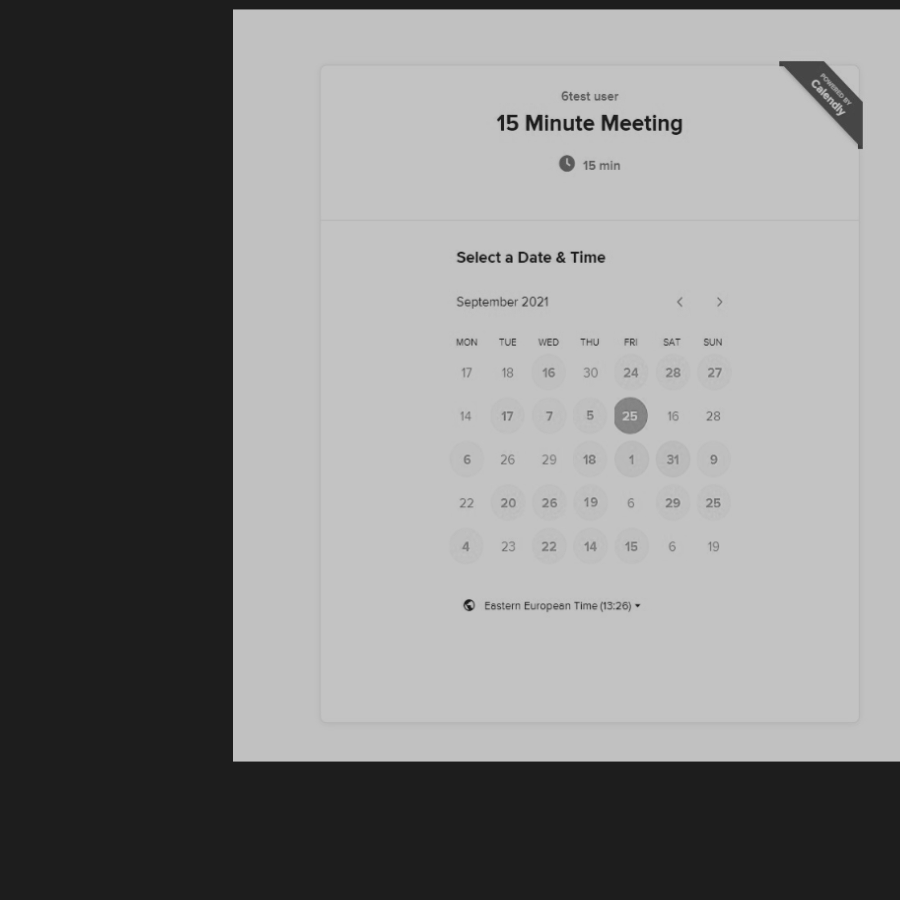 POWERED BY
Calendly
6test user
15 Minute Meeting
15 min
Select a Date & Time
September 2021
MON TUE WED THU FRI SAT SUN
17 18 16 30 24 28 27
14 17 7 5 25 16 28
6 26 29 18 1 31 9
22 20 26 19 6 29 25
4 23 22 14 15 6 19
Eastern European Time (13:26)